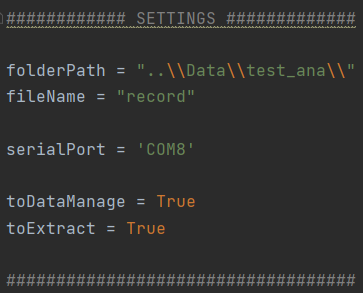 ############ SETTINGS #############
folderPath = "..\\Data\\test_ana\\"
fileName = "record"
serialPort = 'COM8'
toDataManage = True
toExtract = True
###################################